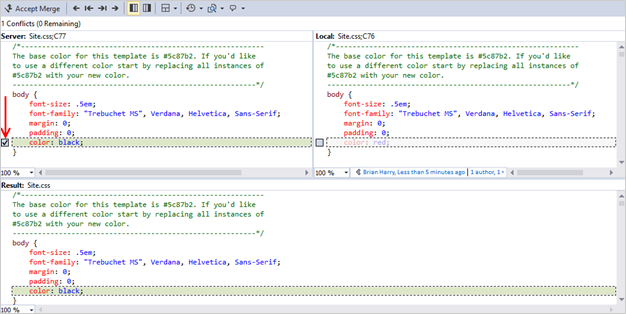 Accept Merge
1 Conflicts (0 Remaining)
Server: Site.css;C77
/*------------------------------------------------
The base color for this template is #5c87b2. If you'd like
to use a different color start by replacing all instances of
#5c87b2 with your new color.
------------------------------------------------*/
body {
font-size: .5em;
font-family: "Trebuchet MS", Verdana, Helvetica, Sans-Serif;
margin: 0;
padding: 0;
color: black;
}
100 %
Local: Site.css;C76
/*------------------------------------------------
The base color for this template is #5c87b2. If you'd like
to use a different color start by replacing all instances of
#5c87b2 with your new color.
------------------------------------------------*/
body {
font-size: .5em;
font-family: "Trebuchet MS", Verdana, Helvetica, Sans-Serif;
margin: 0;
padding: 0;
color: red;
}
100 %
Brian Harry, Less than 5 minutes ago | 1 author, 1
Result: Site.css
/*------------------------------------------------
The base color for this template is #5c87b2. If you'd like
to use a different color start by replacing all instances of
#5c87b2 with your new color.
------------------------------------------------*/
body {
font-size: .5em;
font-family: "Trebuchet MS", Verdana, Helvetica, Sans-Serif;
margin: 0;
padding: 0;
color: black;
}
100 %